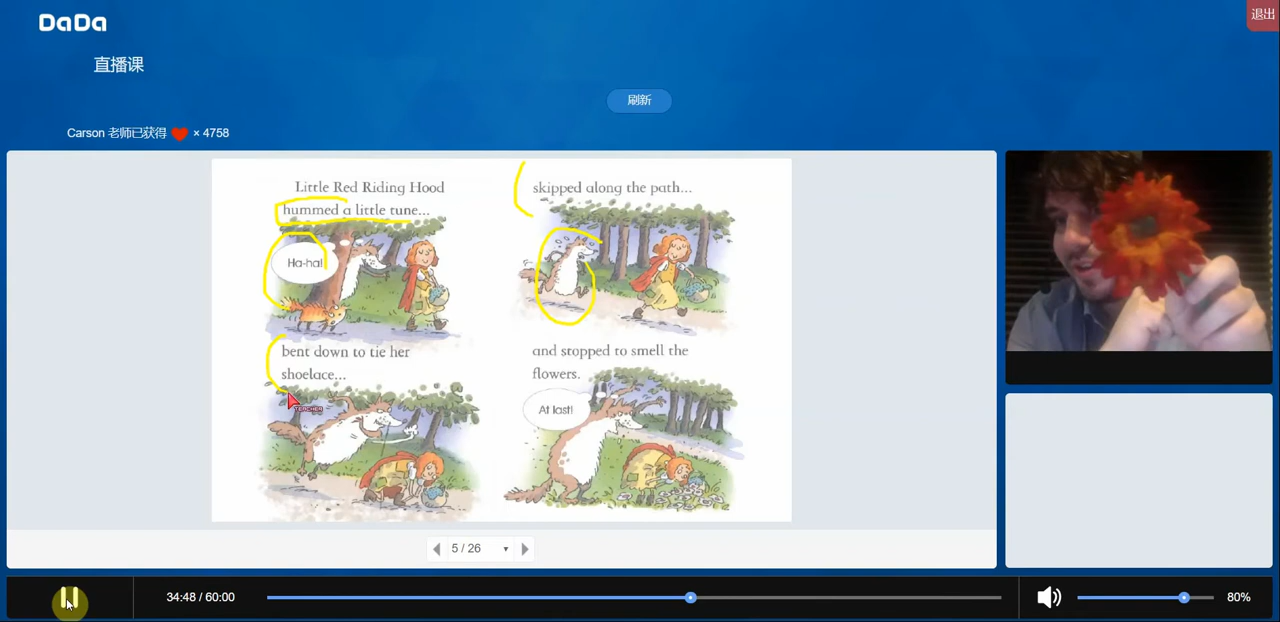 DaDa
退出
直播课
刷新
Carson 老师已获得 × 4758
Little Red Riding Hood
hummed a little tune...
Ha-ha!
skipped along the path...
bent down to tie her
shoelace...
TEACHER
and stopped to smell the
flowers.
At last!
5 / 26
34:48 / 60:00
80%